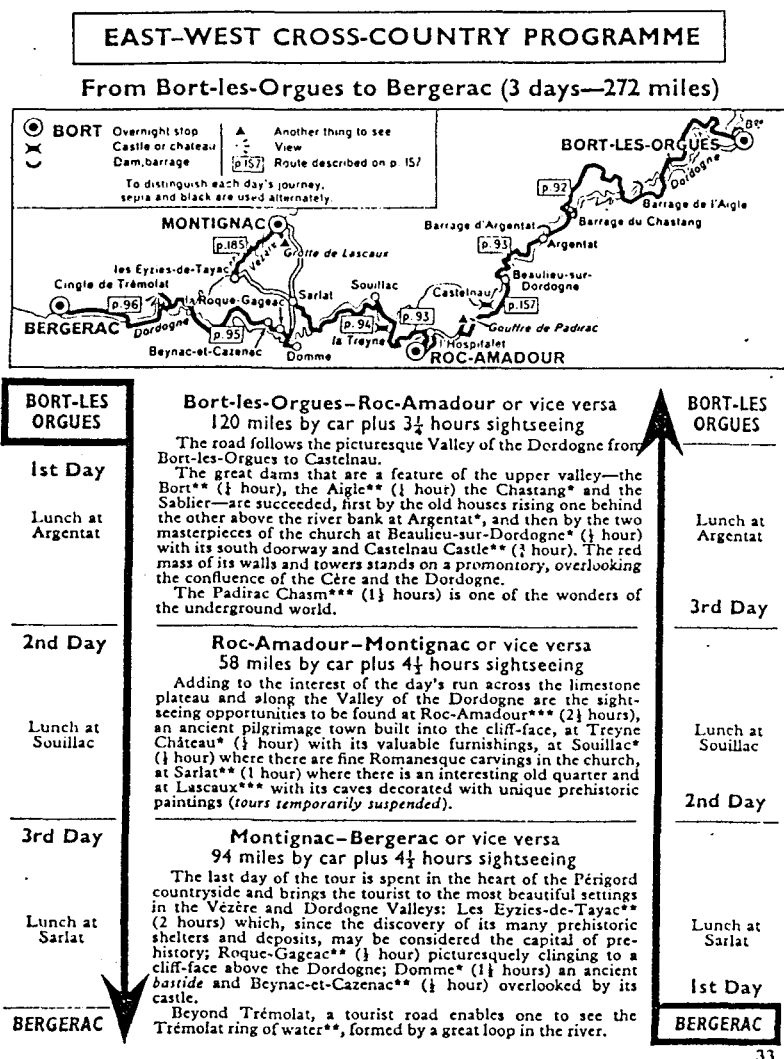 EAST–WEST CROSS-COUNTRY PROGRAMME
From Bort-les-Orgues to Bergerac (3 days—272 miles)
BORT Overnight stop
Castle or chateau
Dam, barrage
Another thing to see
View
p.157 Route described on p. 157
To distinguish each day's journey,
sepia and black are used alternately.
BORT-LES-ORGUES
Dordogne
p.92
Barrage de l'Aigle
Barrage du Chastang
Barrage d'Argentat
Argentat
p.93
Beaulieu-sur-
Dordogne
Castelnau
p.157
Gouffre de Padirac
MONTIGNAC
p.185
Vézère
Grotte de Lascaux
les Eyzies-de-Tayac
Cingle de Trémolat
p.96
BERGERAC
Dordogne
la Roque-Gageac
Sarlat
Souillac
p.95
Beynac-et-Cazenac
Domme
p.94
la Treyne
p.93
l'Hospitalet
ROC-AMADOUR
BORT-LES
ORGUES
1st Day
Lunch at
Argentat
2nd Day
Lunch at
Souillac
3rd Day
Lunch at
Sarlat
BERGERAC
Bort-les-Orgues–Roc-Amadour or vice versa
120 miles by car plus 3¼ hours sightseeing
The road follows the picturesque Valley of the Dordogne from
Bort-les-Orgues to Castelnau.
The great dams that are a feature of the upper valley—the
Bort** ( hour), the Aigle** ( hour) the Chastang* and the
Sablier—are succeeded, first by the old houses rising one behind
the other above the river bank at Argentat*, and then by the two
masterpieces of the church at Beaulieu-sur-Dordogne* ( hour)
with its south doorway and Castelnau Castle** (¾ hour). The red
mass of its walls and towers stands on a promontory, overlooking
the confluence of the Cère and the Dordogne.
The Padirac Chasm*** (1½ hours) is one of the wonders of
the underground world.
Roc-Amadour–Montignac or vice versa
58 miles by car plus 4¼ hours sightseeing
Adding to the interest of the day's run across the limestone
plateau and along the Valley of the Dordogne are the sight-
seeing opportunities to be found at Roc-Amadour*** (2½ hours),
an ancient pilgrimage town built into the cliff-face, at Treyne
Château* ( hour) with its valuable furnishings, at Souillac*
( hour) where there are fine Romanesque carvings in the church,
at Sarlat** (1 hour) where there is an interesting old quarter and
at Lascaux*** with its caves decorated with unique prehistoric
paintings (tours temporarily suspended).
Montignac–Bergerac or vice versa
94 miles by car plus 4½ hours sightseeing
The last day of the tour is spent in the heart of the Périgord
countryside and brings the tourist to the most beautiful settings
in the Vézère and Dordogne Valleys: Les Eyzies-de-Tayac**
(2 hours) which, since the discovery of its many prehistoric
shelters and deposits, may be considered the capital of pre-
history; Roque-Gageac** ( hour) picturesquely clinging to a
cliff-face above the Dordogne; Domme* (1½ hours) an ancient
bastide and Beynac-et-Cazenac** ( hour) overlooked by its
castle.
Beyond Trémolat, a tourist road enables one to see the
Trémolat ring of water**, formed by a great loop in the river.
BORT-LES
ORGUES
Lunch at
Argentat
3rd Day
Lunch at
Souillac
2nd Day
Lunch at
Sarlat
1st Day
BERGERAC
33